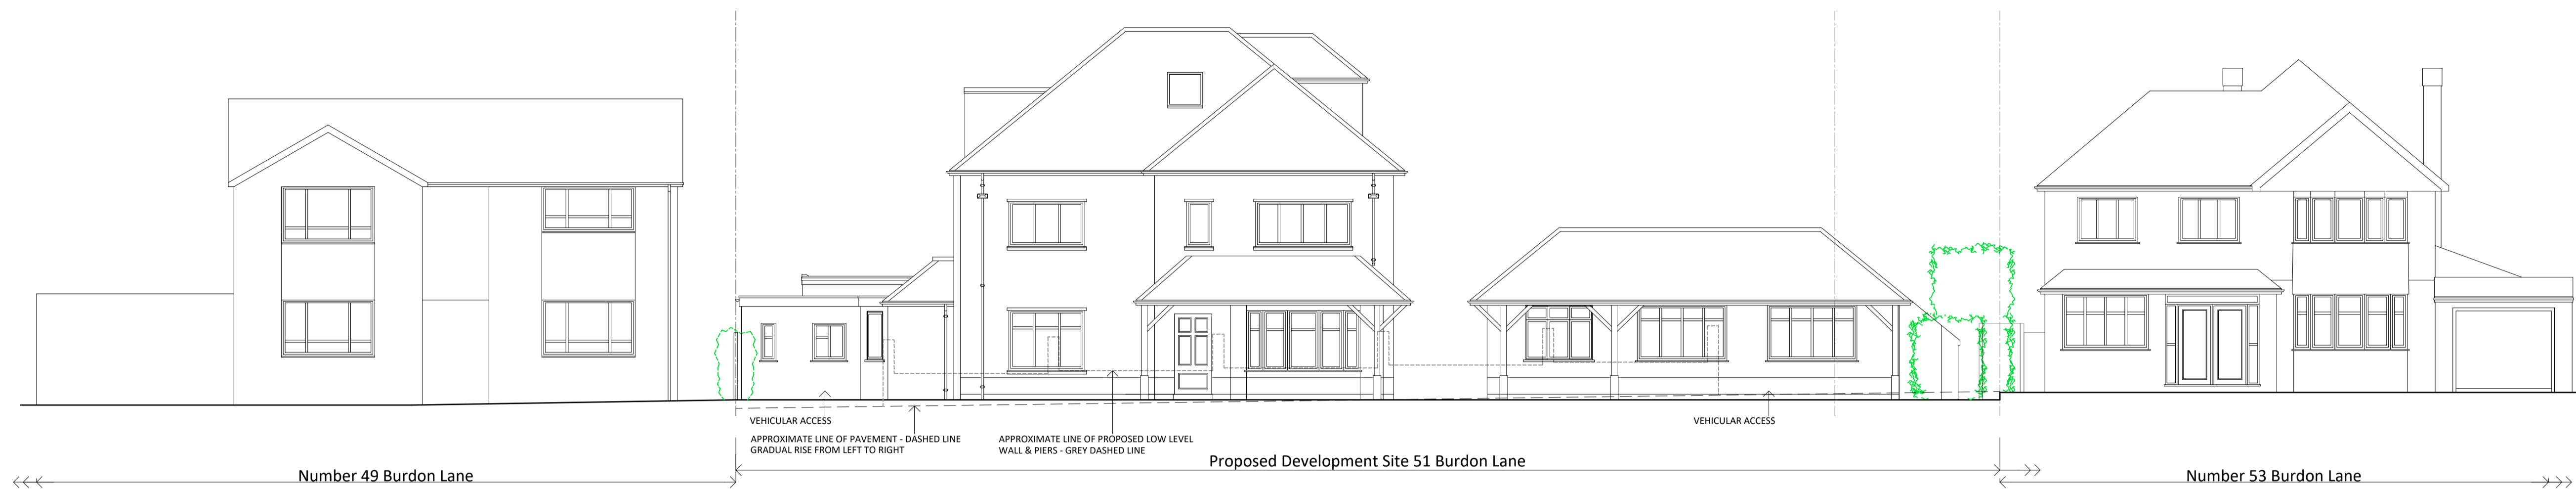 VEHICULAR ACCESS
APPROXIMATE LINE OF PAVEMENT - DASHED LINE
GRADUAL RISE FROM LEFT TO RIGHT
APPROXIMATE LINE OF PROPOSED LOW LEVEL
WALL & PIERS - GREY DASHED LINE
VEHICULAR ACCESS
Number 49 Burdon Lane
Proposed Development Site 51 Burdon Lane
Number 53 Burdon Lane